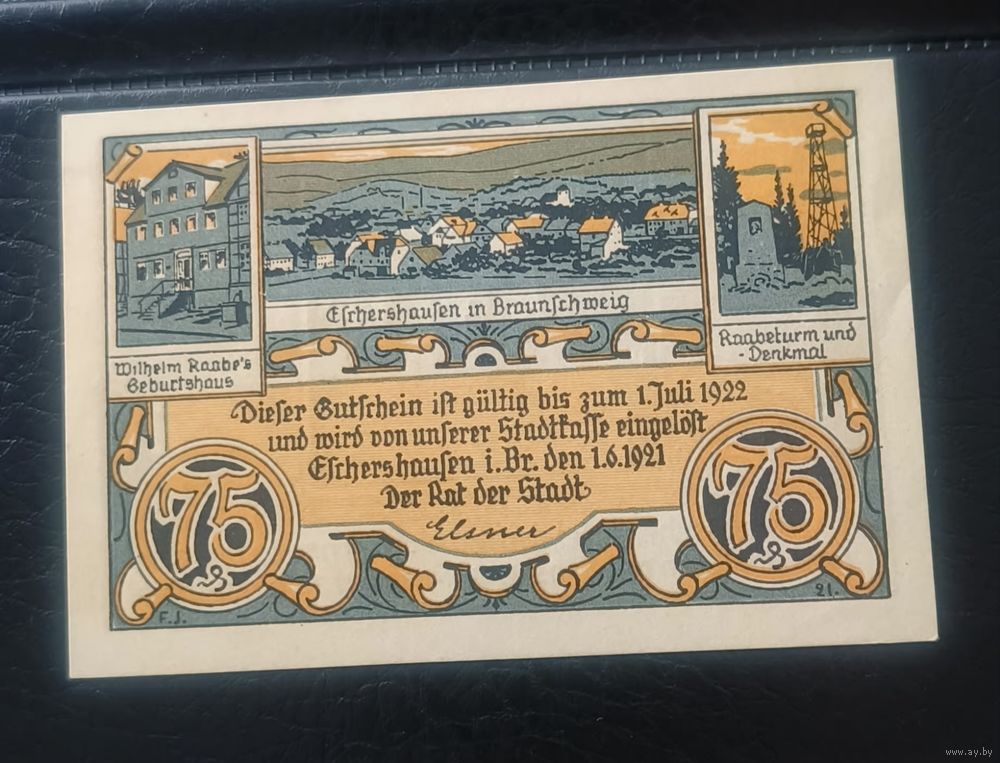 Wilhelm Raabe's
Geburtshaus
Eschershausen in Braunschweig
Raabeturm und
-Denkmal
Dieser Gutschein ist gültig bis zum 1. Juli 1922
und wird von unserer Stadtkasse eingelöst
Eschershausen i. Br. den 1.6.1921
Der Rat der Stadt
Elsner
75
75
F.J.
21.
www.ay.by